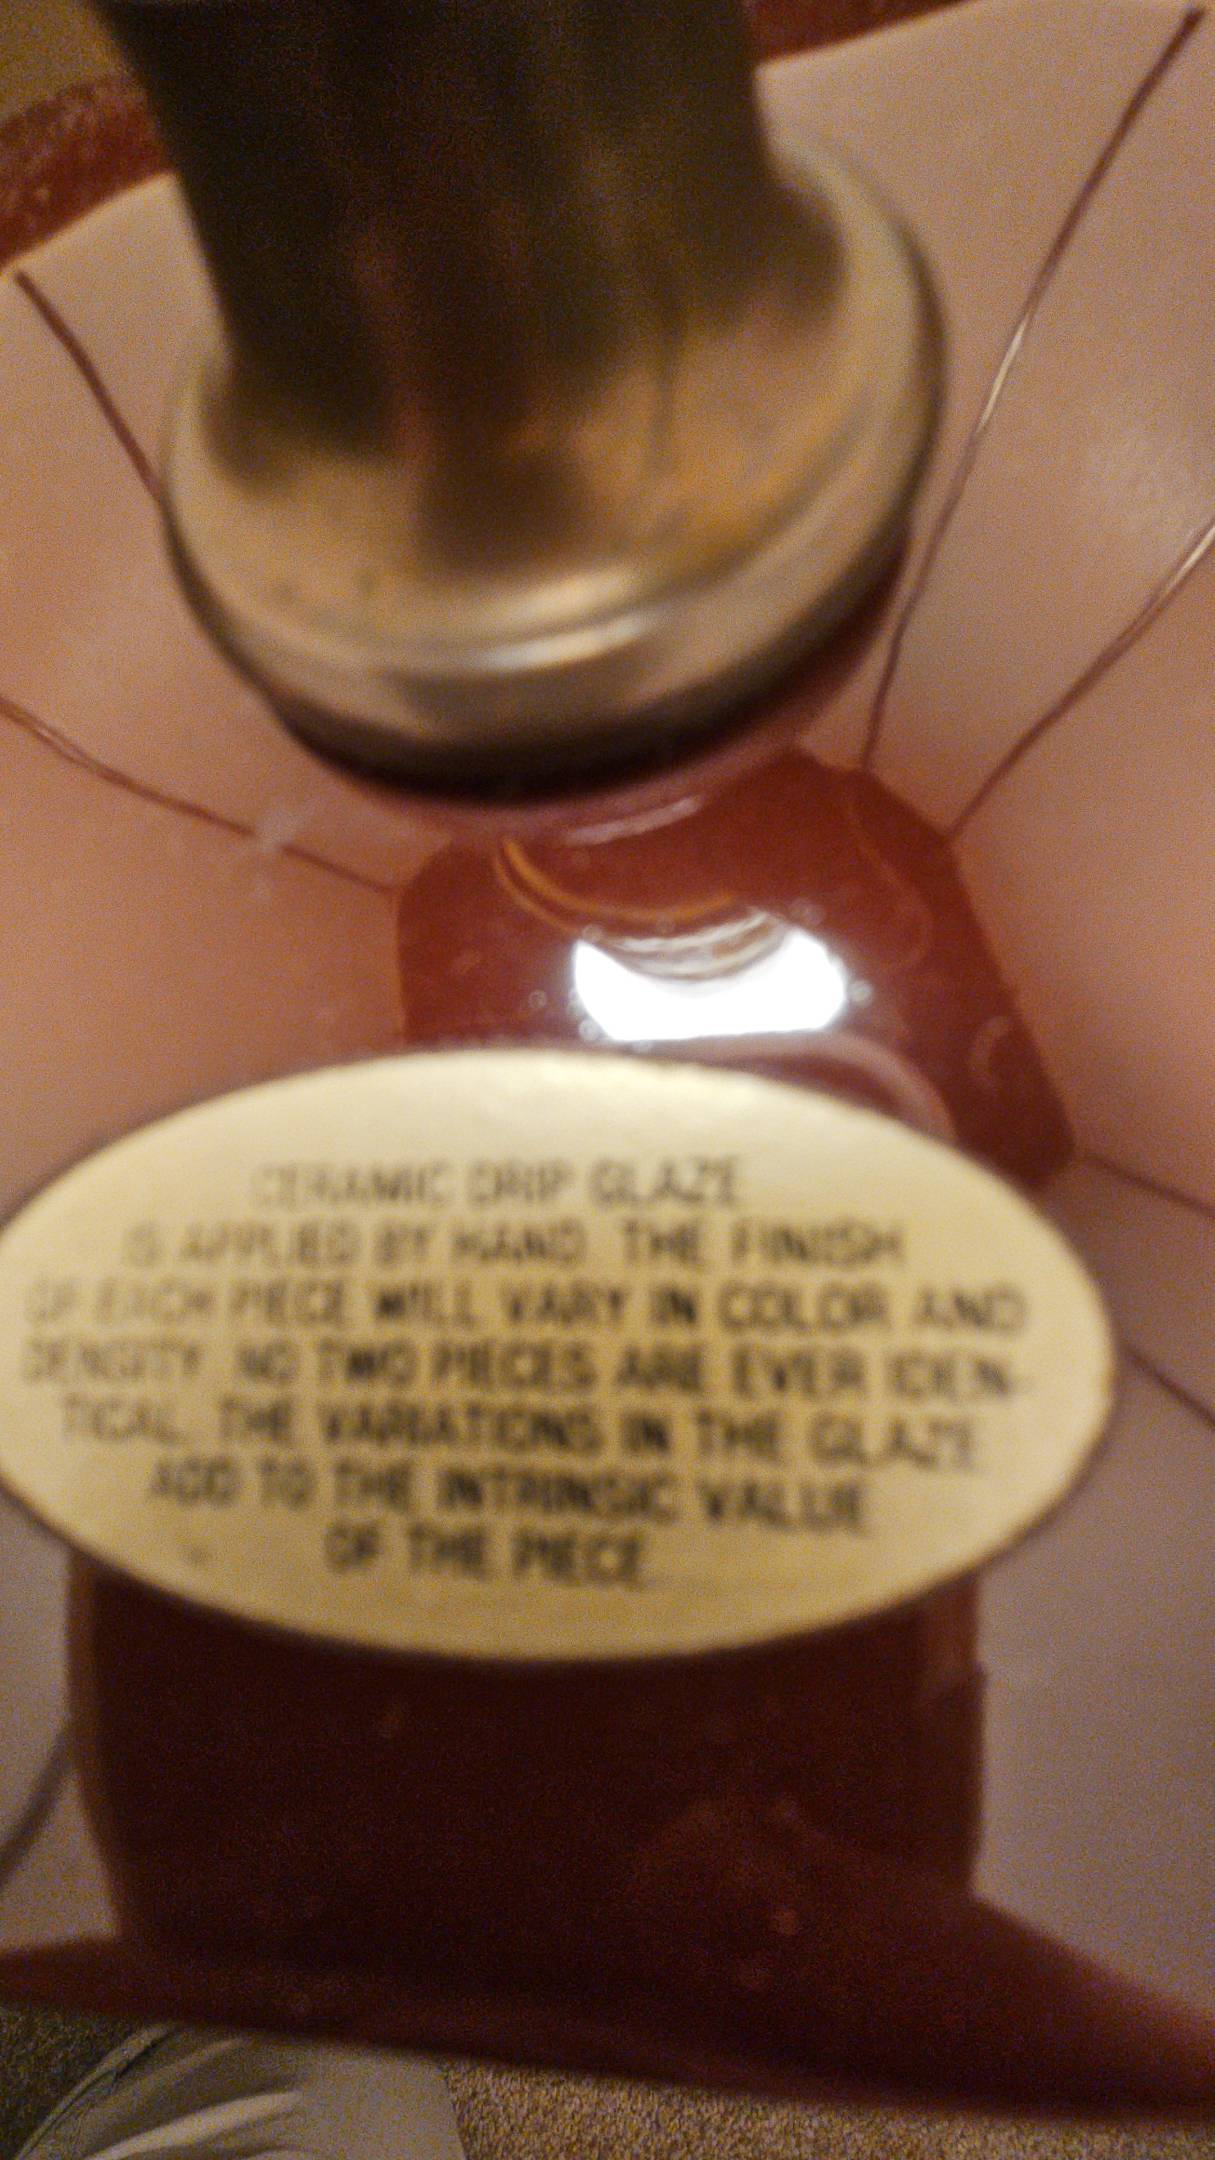 CERAMIC DRIP GLAZE
IS APPLIED BY HAND. THE FINISH
OF EACH PIECE WILL VARY IN COLOR AND
DENSITY. NO TWO PIECES ARE EVER IDEN-
TICAL. THE VARIATIONS IN THE GLAZE
ADD TO THE INTRINSIC VALUE
OF THE PIECE